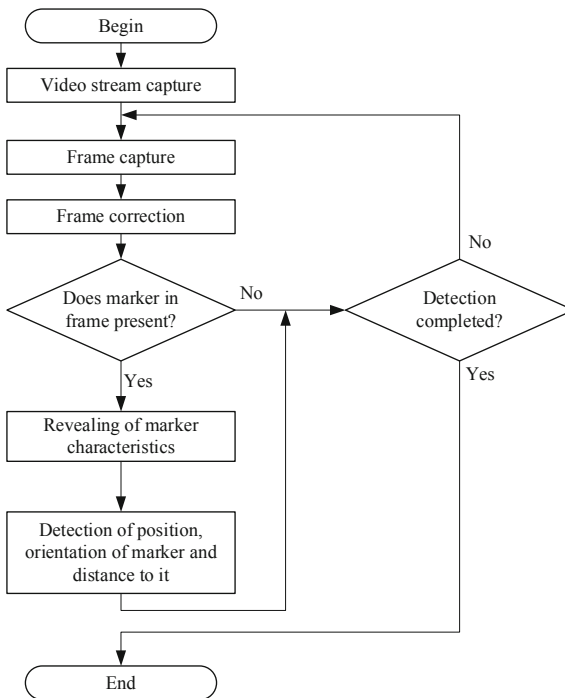 Begin
Video stream capture
Frame capture
Frame correction
Does marker in
frame present?
No
Yes
Revealing of marker
characteristics
Detection of position,
orientation of marker and
distance to it
No
Detection
completed?
Yes
End